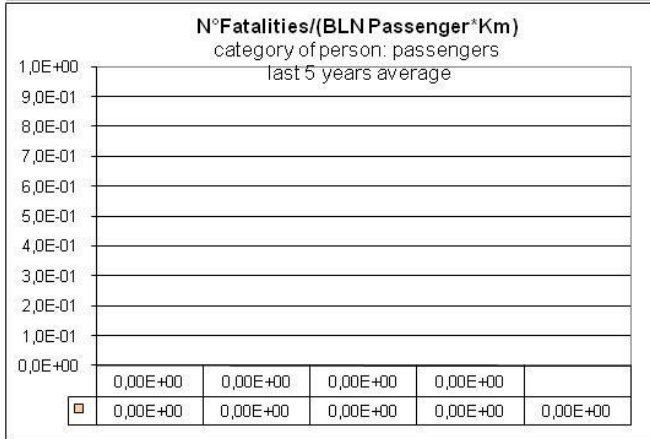 N°Fatalities/(BLN Passenger*Km)
category of person: passengers
last 5 years average
1,0E+00
9,0E-01
8,0E-01
7,0E-01
6,0E-01
5,0E-01
4,0E-01
3,0E-01
2,0E-01
1,0E-01
0,0E+00
0,00E+00 0,00E+00 0,00E+00 0,00E+00
0,00E+00 0,00E+00 0,00E+00 0,00E+00 0,00E+00